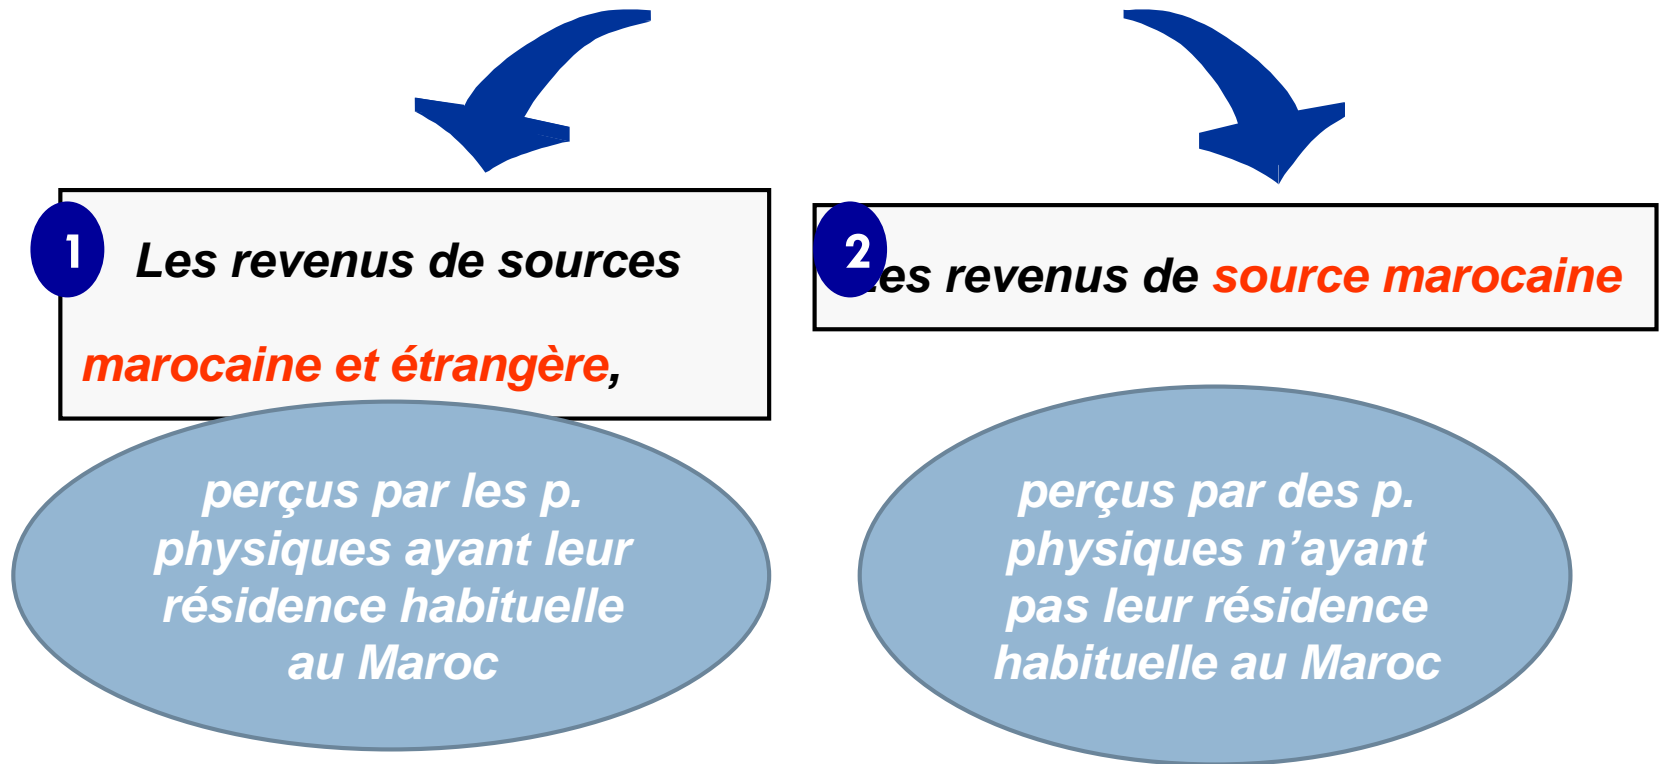 1
Les revenus de sources
marocaine et étrangère,
perçus par les p.
physiques ayant leur
résidence habituelle
au Maroc
2
es revenus de source marocaine
perçus par des p.
physiques n’ayant
pas leur résidence
habituelle au Maroc